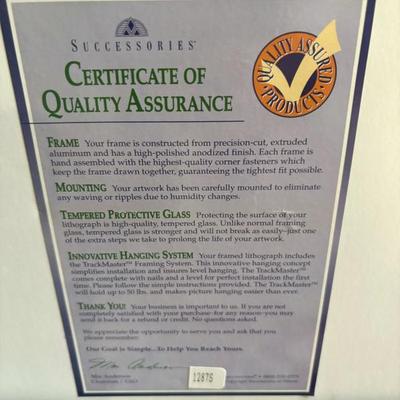 SUCCESSORIES™
CERTIFICATE OF
QUALITY ASSURANCE
QUALITY ASSURED
PRODUCTS
FRAME Your frame is constructed from precision-cut, extruded
aluminum and has a high-polished anodized finish. Each frame is
hand assembled with the highest-quality corner fasteners which
keep the frame drawn together, guaranteeing the tightest fit possible.
MOUNTING Your artwork has been carefully mounted to eliminate
any waving or ripples due to humidity changes.
TEMPERED PROTECTIVE GLASS Protecting the surface of your
lithograph is high-quality, tempered glass. Unlike normal framing
glass, tempered glass is stronger and will not break as easily–just one
of the extra steps we take to prolong the life of your artwork.
INNOVATIVE HANGING SYSTEM Your framed lithograph includes
the TrackMaster™ Framing System. This innovative hanging concept
simplifies installation and insures level hanging. The TrackMaster™
comes complete with nails and a level for perfect installation the first
time. Please follow the simple instructions provided. The TrackMaster™
will hold up to 50 lbs. and makes picture hanging easier than ever.
THANK YOU! Your business is important to us. If you are not
completely satisfied with your purchase–for any reason–you may
send it back for a refund or credit. No questions asked.
We appreciate the opportunity to serve you and ask that you
please remember:
Our Goal is Simple...To Help You Reach Yours.
Mac Anderson
Mac Anderson
Chairman / CEO
12875